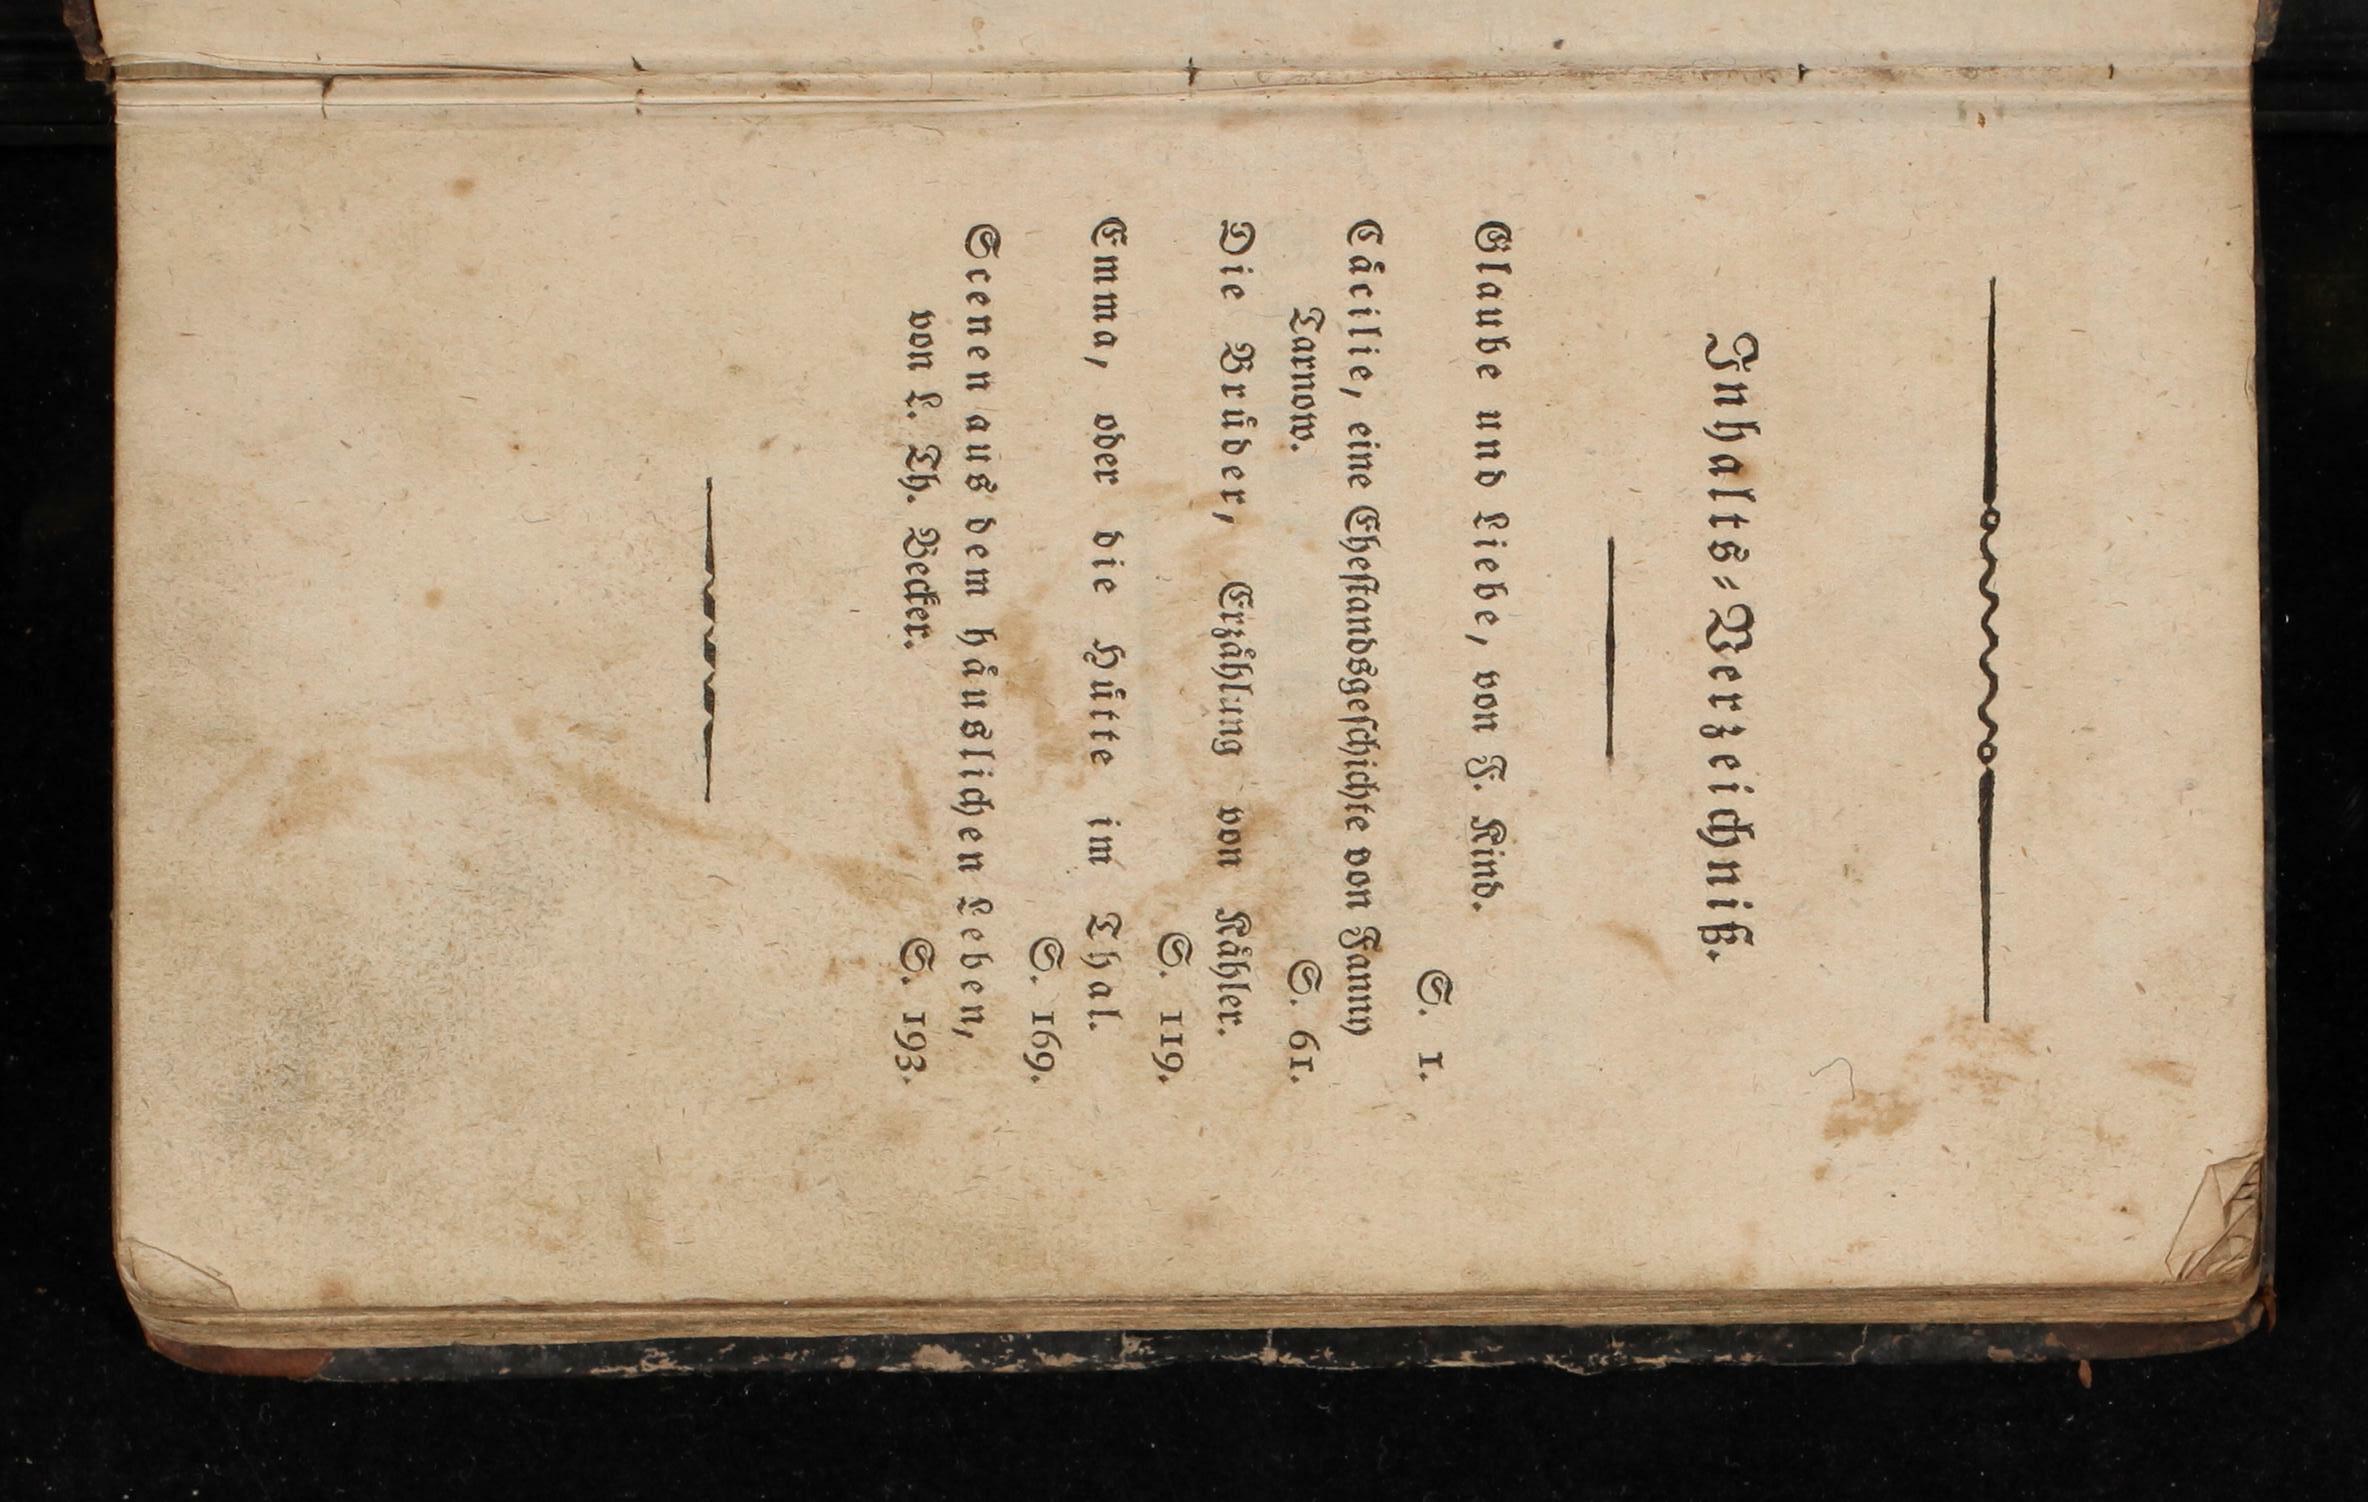 Inhalts-Verzeichniß.
Glaube und Liebe, von F. Kind.
S. 1.
Cäcilie, eine Eheſtandsgeſchichte von Fanny
Tarnow. S. 61.
Die Brüder, Erzählung von Kähler.
S. 119.
Emma, oder die Hütte im Thal.
S. 169.
Scenen aus dem häuslichen Leben,
von L. Th. Becker. S. 193.